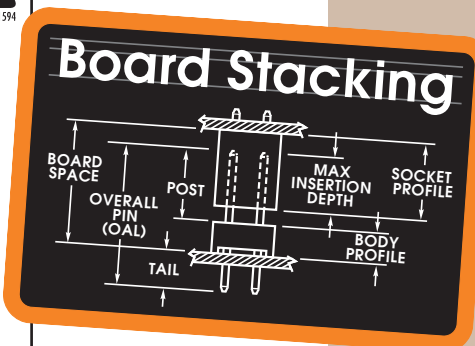 594
Board Stacking
BOARD
SPACE
OVERALL
PIN
(OAL)
POST
TAIL
MAX
INSERTION
DEPTH
SOCKET
PROFILE
BODY
PROFILE